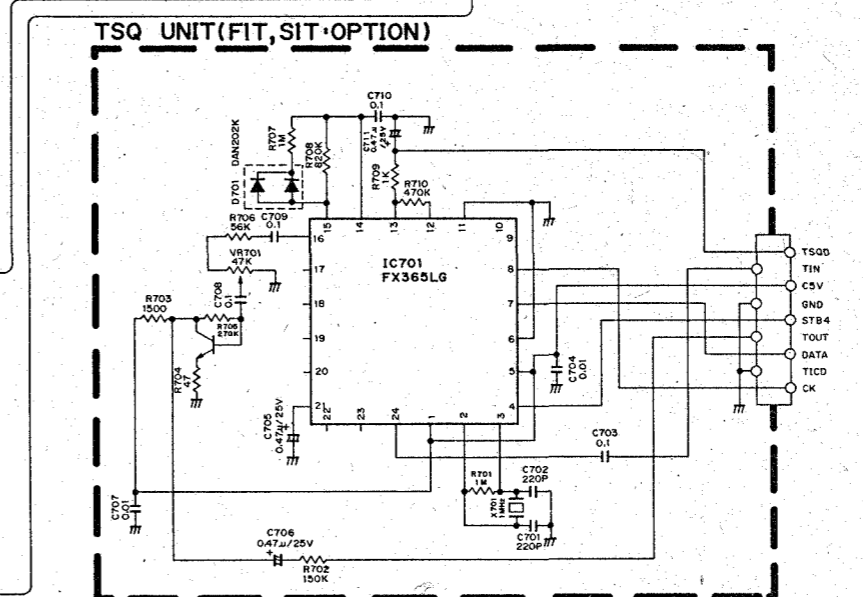 TSQ UNIT(FIT,SIT·OPTION)
C710
0.1
C711
0.47μ
/25V
+
R707
1M
DAN202K
D701
R708
820K
R709
1K
R710
470K
R706
56K
C709
0.1
15
14
13
12
11
10
16
9
IC701
FX365LG
VR701
47K
17
8
C708
0.1
18
7
R703
1500
R705
270K
19
6
R704
47
20
5
C704
0.01
21
4
22
23
24
1
2
3
C705
0.47μ/25V
+
C703
0.1
R701
1M
X701
1MHz
C702
220P
C701
220P
C707
0.01
C706
0.47μ/25V
+
R702
150K
TSQD
TIN
C5V
GND
STB4
TOUT
DATA
TICD
CK